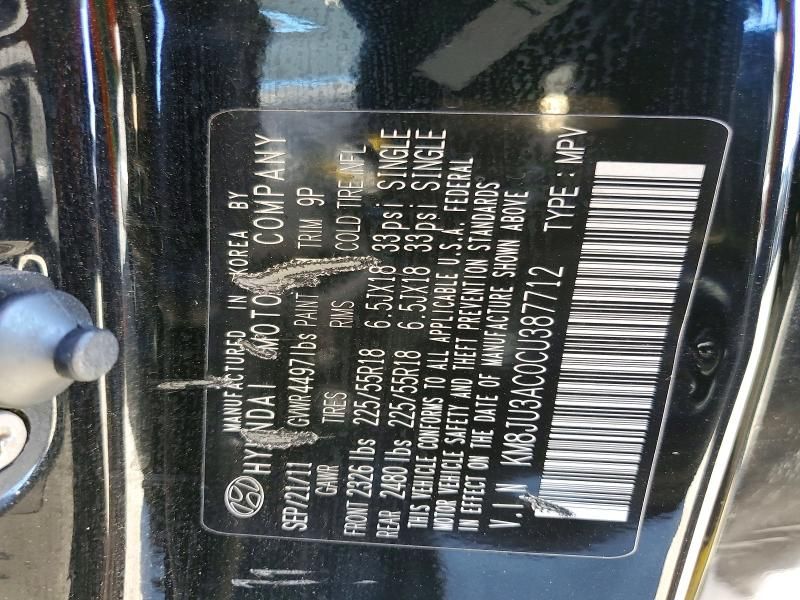 MANUFACTURED IN KOREA BY
HYUNDAI MOTOR COMPANY
SEP/21/11 GVWR 4497lbs PAINT TRIM 9P
GAWR TIRES RIMS COLD TIRE INFL
FRONT 2326 lbs 225/55R18 6.5JX18 33psi SINGLE
REAR 2480 lbs 225/55R18 6.5JX18 33psi SINGLE
THIS VEHICLE CONFORMS TO ALL APPLICABLE U.S.A. FEDERAL
MOTOR VEHICLE SAFETY AND THEFT PREVENTION STANDARDS
IN EFFECT ON THE DATE OF MANUFACTURE SHOWN ABOVE
V.I.N KM8JU3AC0CU387712 TYPE : MPV